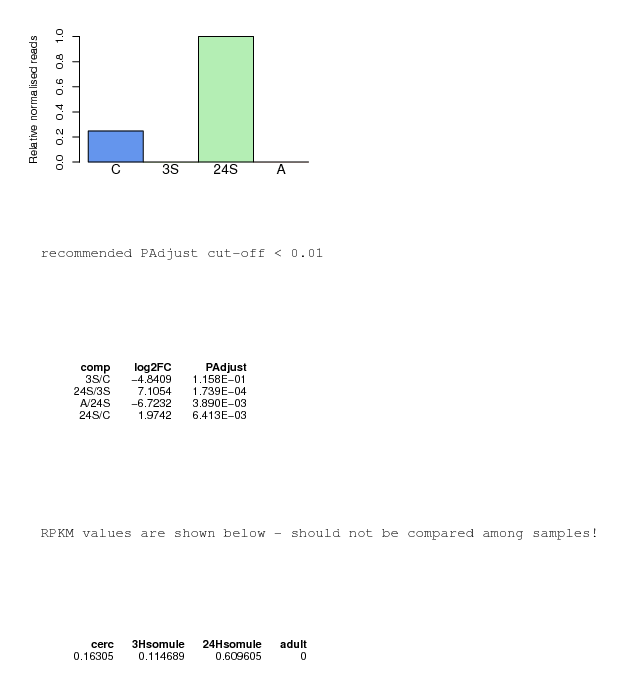 Relative normalised reads
1.0
0.8
0.6
0.4
0.2
0.0
C 3S 24S A
recommended PAdjust cut-off < 0.01
comp log2FC PAdjust
3S/C −4.8409 1.158E−01
24S/3S 7.1054 1.739E−04
A/24S −6.7232 3.890E−03
24S/C 1.9742 6.413E−03
RPKM values are shown below - should not be compared among samples!
cerc 3Hsomule 24Hsomule adult
0.16305 0.114689 0.609605 0